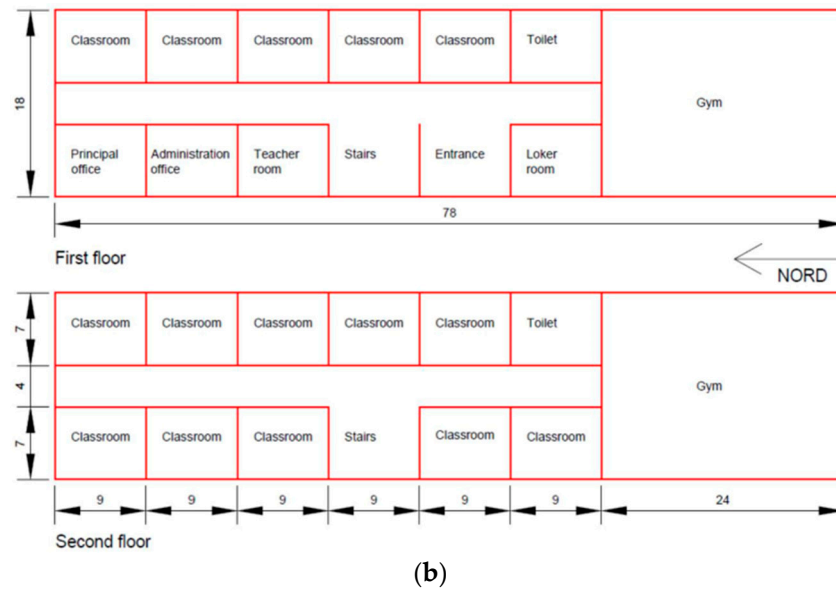 Classroom Classroom Classroom Classroom Classroom Toilet
Gym
18
Principal Administration Teacher Stairs Entrance Loker
office office room room
78
First floor
NORD
Classroom Classroom Classroom Classroom Classroom Toilet
7
Gym
4
Classroom Classroom Classroom Stairs Classroom Classroom
7
9 9 9 9 9 9 24
Second floor
(b)